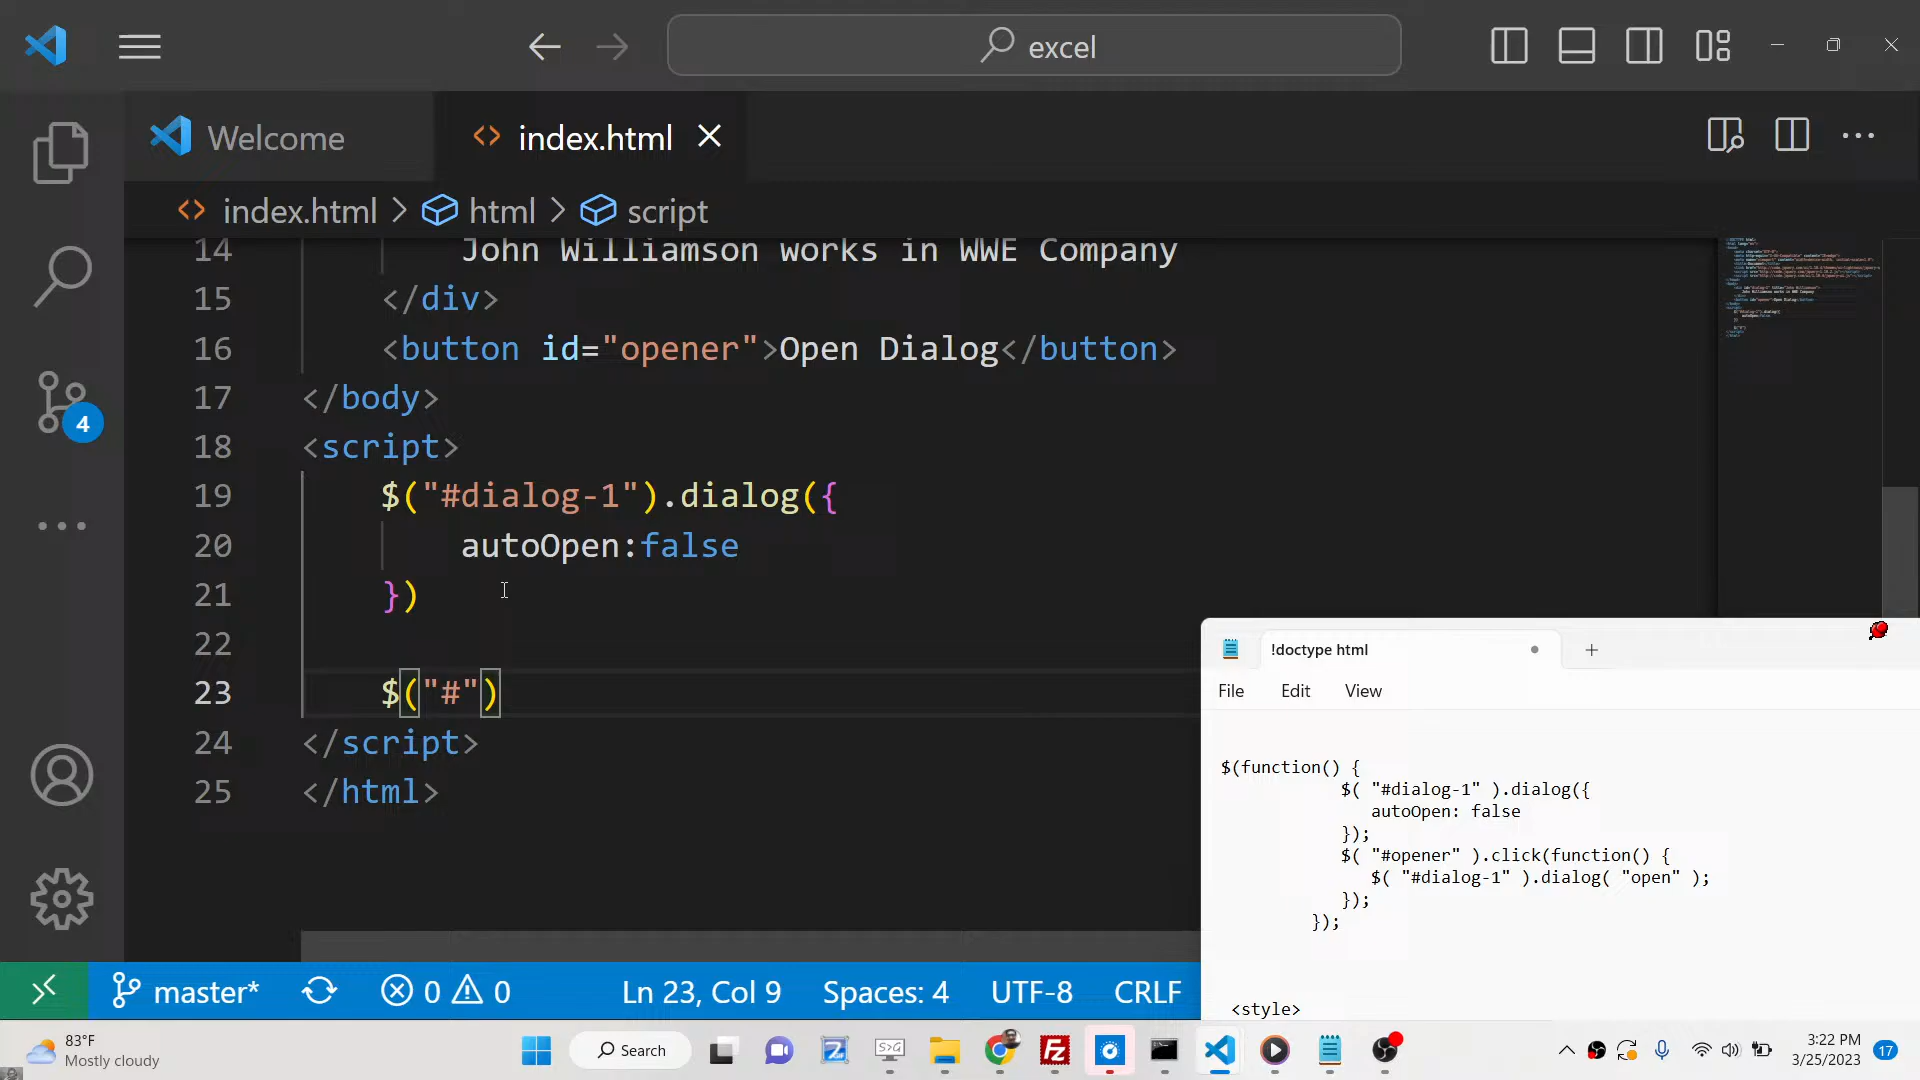 excel
Welcome
index.html
index.html > html > script
14 John Williamson works in WWE Company
15 </div>
16 <button id="opener">Open Dialog</button>
17 </body>
18 <script>
19 $("#dialog-1").dialog({
20 autoOpen:false
21 })
22
23 $("#")
24 </script>
25 </html>
4
!doctype html
File Edit View
$(function() {
$( "#dialog-1" ).dialog({
autoOpen: false
});
$( "#opener" ).click(function() {
$( "#dialog-1" ).dialog( "open" );
});
});
<style>
master* 0 0 Ln 23, Col 9 Spaces: 4 UTF-8 CRLF
83°F
Mostly cloudy
Search
3:22 PM
3/25/2023
17